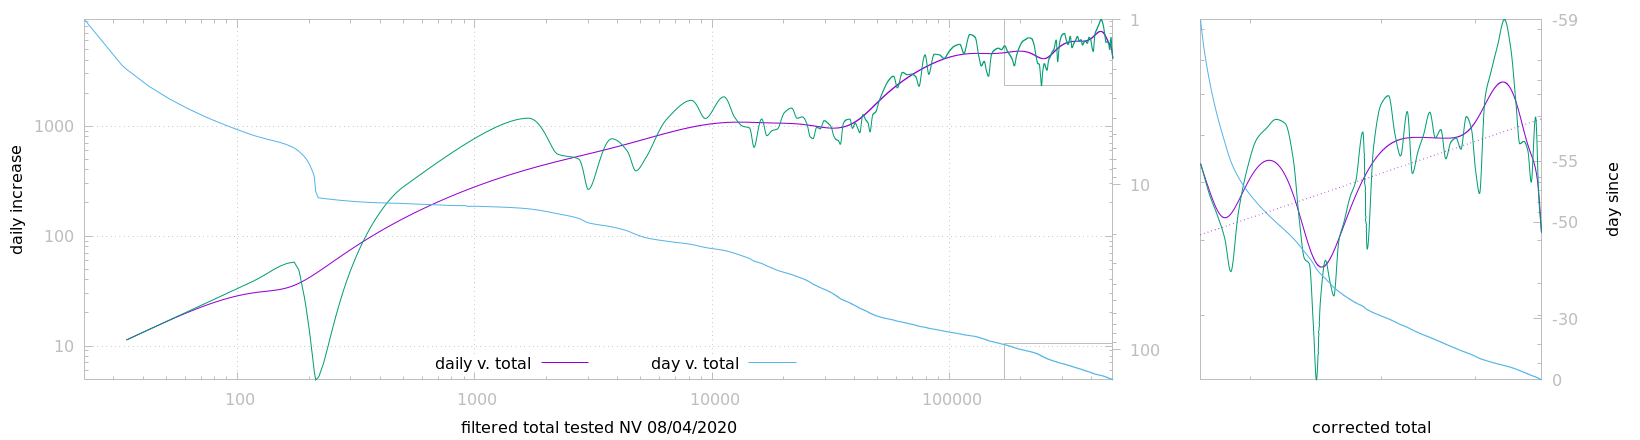 1000
100
10
daily increase
100
1000
10000
100000
1
10
100
daily v. total
day v. total
filtered total tested NV 08/04/2020
-59
-55
-50
-30
0
day since
corrected total